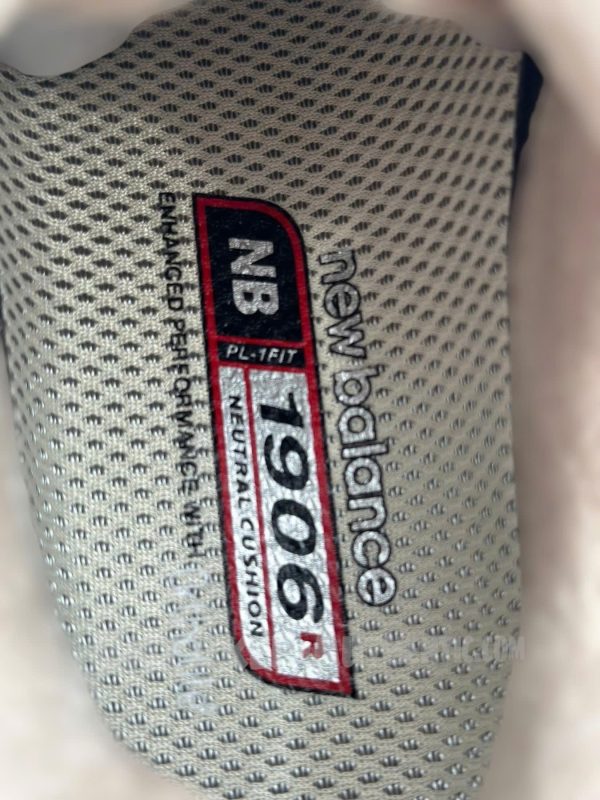 new balance
NB
PL-1FIT
1906R
NEUTRAL CUSHION
ENHANCED PERFORMANCE WITH